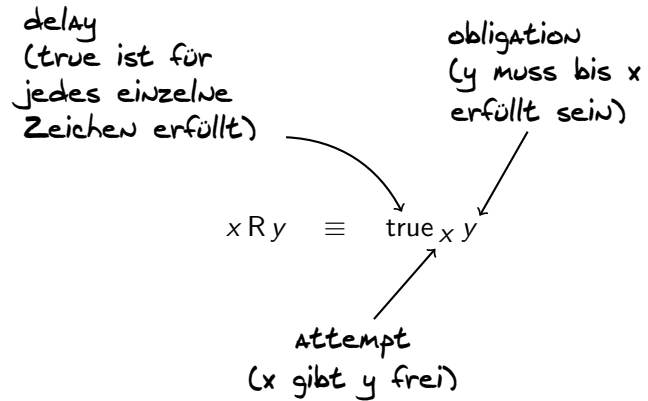 delay
(true ist für
jedes einzelne
Zeichen erfüllt)
obligation
(y muss bis x
erfüllt sein)
x R y ≡ true x y
attempt
(x gibt y frei)